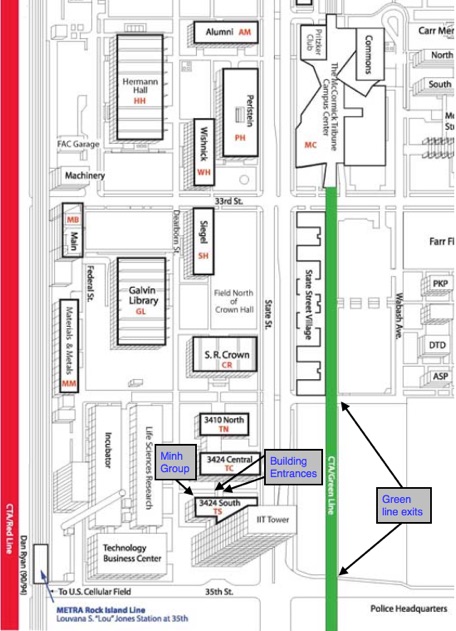 Alumni AM
Pritzker
Club
Commons
Carr Mem
North
South
Hermann
Hall
HH
Perlstein
PH
Wishnick
WH
The McCormick Tribune
Campus Center
MC
FAC Garage
Machinery
33rd St.
MB
Main
Dearborn St.
Siegel
SH
Farr F
Federal St.
Galvin
Library
GL
Field North
of
Crown Hall
State St.
State Street Village
Wabash Ave.
PKP
DTD
ASP
Materials & Metals
MM
S. R. Crown
CR
3410 North
TN
Incubator
Life Sciences Research
Minh
Group
3424 Central
TC
Building
Entrances
3424 South
TS
IIT Tower
CTA/Green Line
Green
line exits
Technology
Business Center
CTA/Red Line
Dan Ryan (90/94)
To U.S. Cellular Field
35th St.
METRA Rock Island Line
Louvana S. "Lou" Jones Station at 35th
Police Headquarters